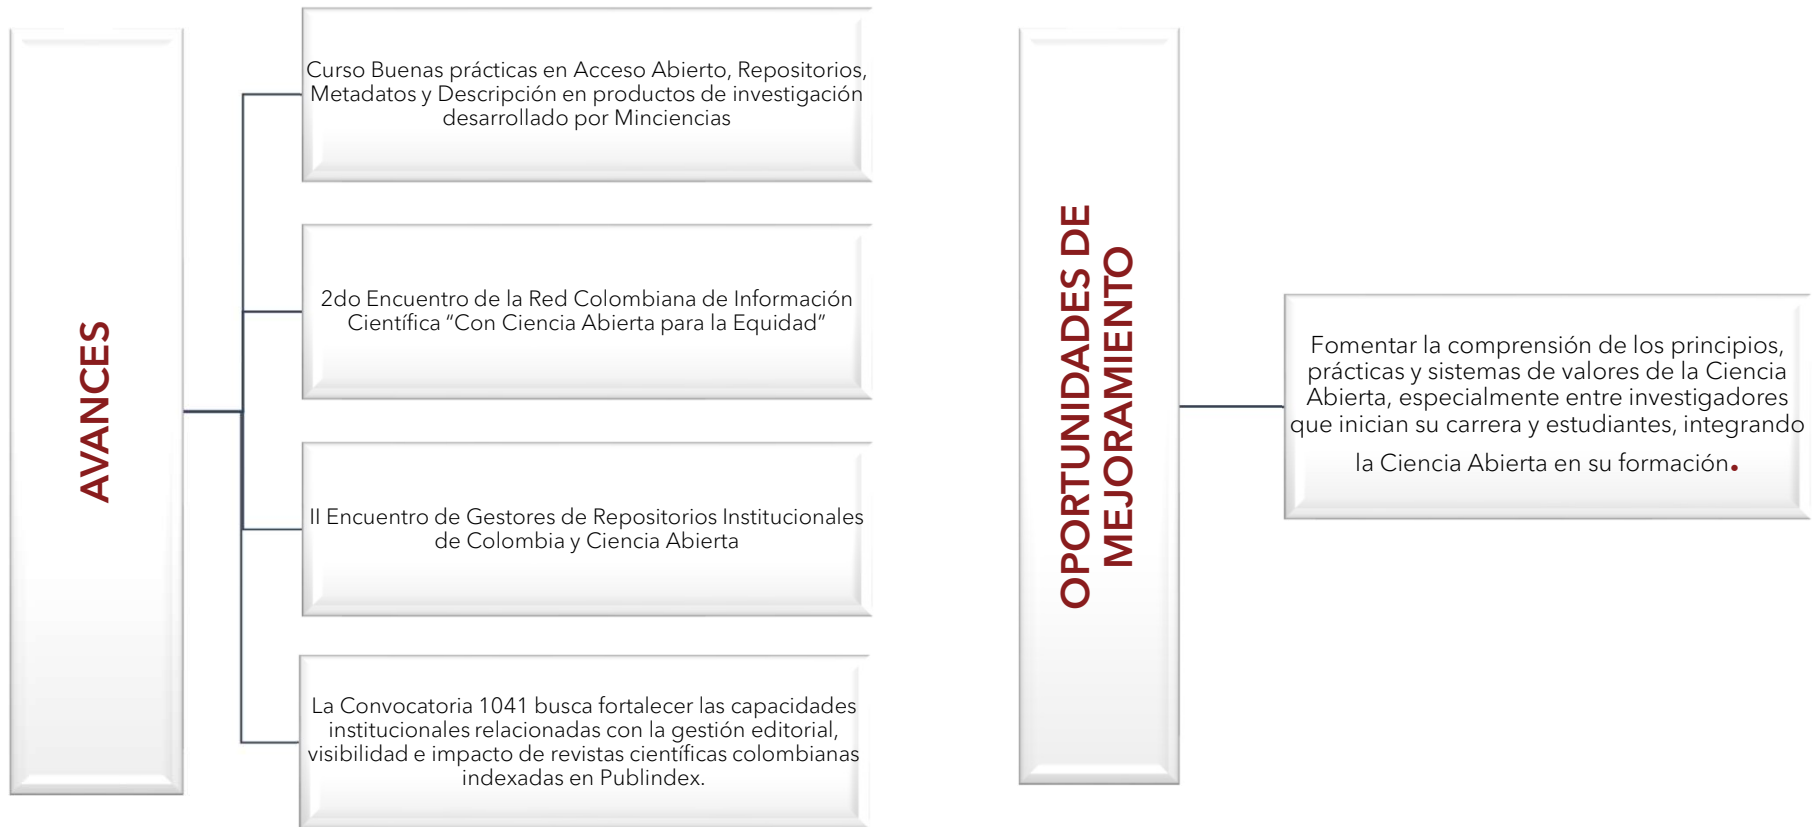 AVANCES
Curso Buenas prácticas en Acceso Abierto, Repositorios,
Metadatos y Descripción en productos de investigación
desarrollado por Minciencias
2do Encuentro de la Red Colombiana de Información
Científica “Con Ciencia Abierta para la Equidad”
II Encuentro de Gestores de Repositorios Institucionales
de Colombia y Ciencia Abierta
La Convocatoria 1041 busca fortalecer las capacidades
institucionales relacionadas con la gestión editorial,
visibilidad e impacto de revistas científicas colombianas
indexadas en Publindex.
OPORTUNIDADES DE
MEJORAMIENTO
Fomentar la comprensión de los principios,
prácticas y sistemas de valores de la Ciencia
Abierta, especialmente entre investigadores
que inician su carrera y estudiantes, integrando
la Ciencia Abierta en su formación.